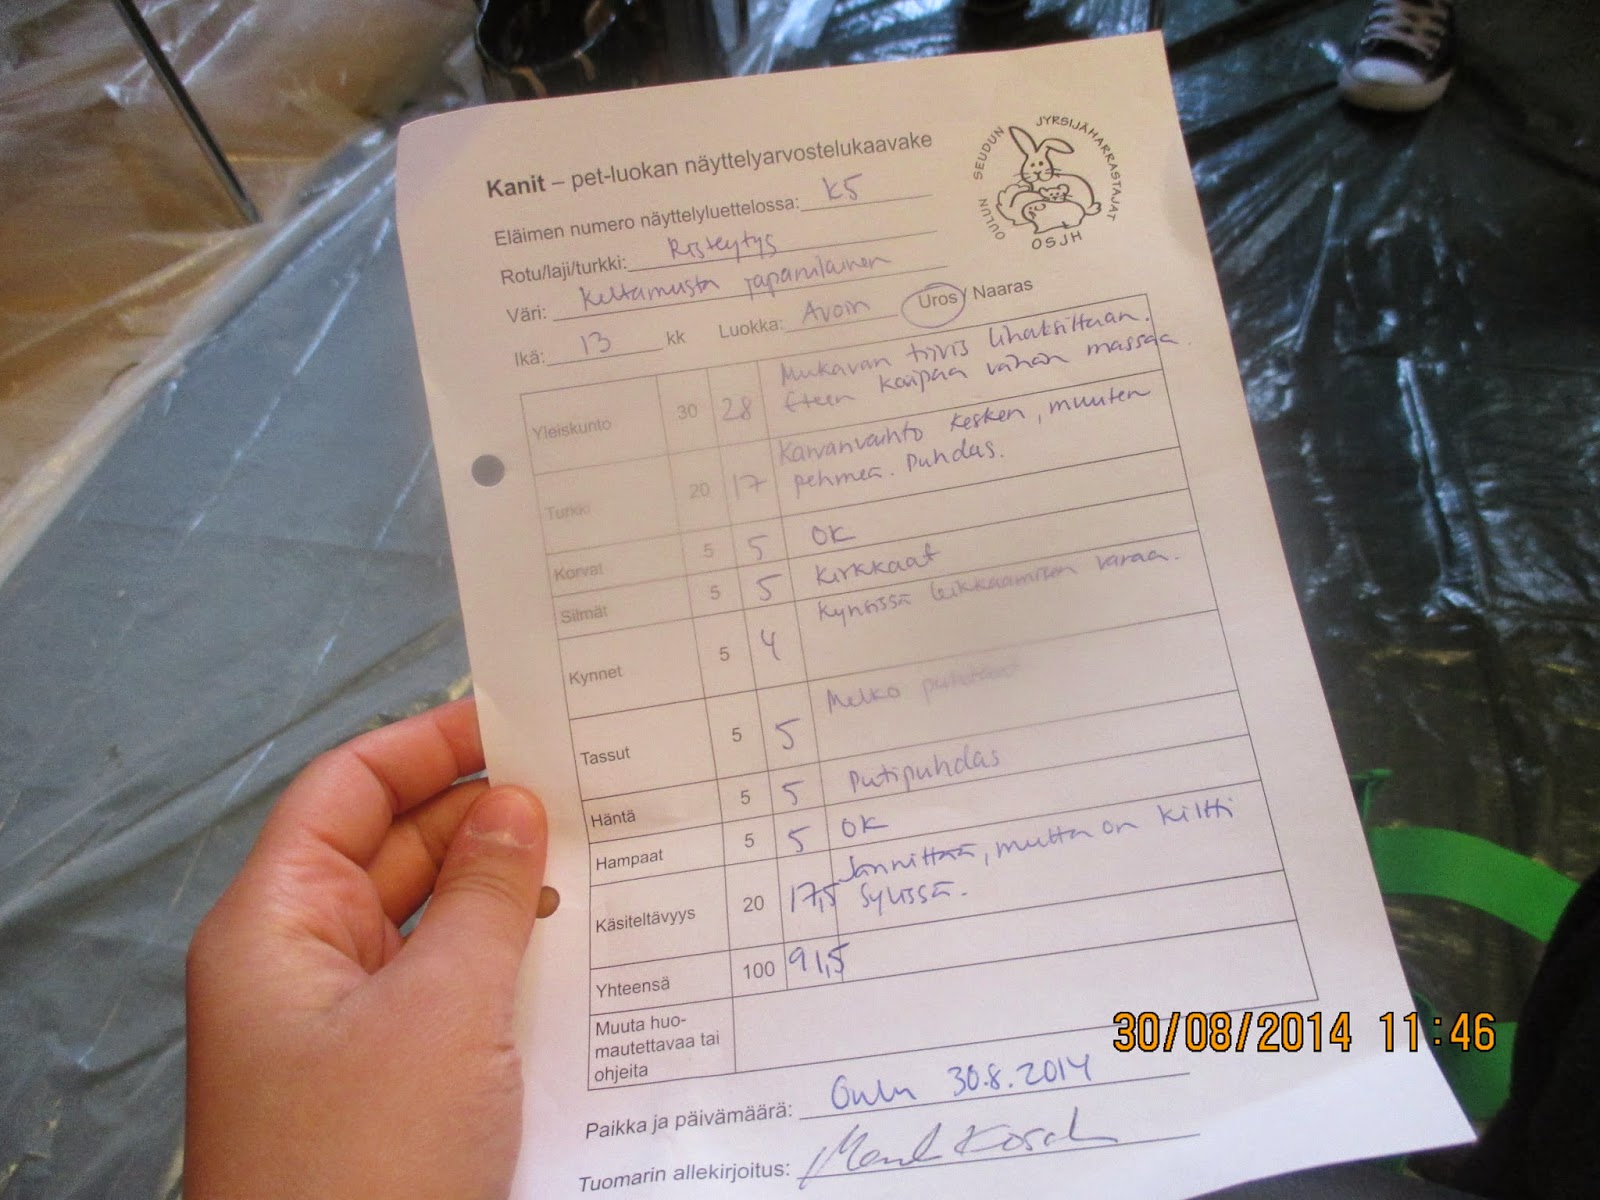 OULUN SEUDUN JYRSIJÄHARRASTAJAT
OSJH
Kanit – pet-luokan näyttelyarvostelukaavake
Eläimen numero näyttelyluettelossa: K5
Rotu/laji/turkki: Risteytys
Väri: Keltamusta japanilainen
Ikä: 13 kk Luokka: Avoin Uros / Naaras
Yleiskunto 30 28 Mukavan tiivis lihaksittaan.
Eteen kaipaa vähän massaa.
Turkki 20 17 Karvanvaihto kesken, muuten
pehmeä. Puhdas.
Korvat 5 5 OK
Silmät 5 5 Kirkkaat
Kynnet 5 4 Kynsissä leikkaamisen varaa.
Tassut 5 5 Melko puhtaat
Häntä 5 5 Putipuhdas
Hampaat 5 5 OK
Käsiteltävyys 20 17,5 Jännittää, mutta on kiltti
sylissä.
Yhteensä 100 91,5
Muuta huo-
mautettavaa tai
ohjeita
Paikka ja päivämäärä: Oulu 30.8.2014
Tuomarin allekirjoitus:
30/08/2014 11:46